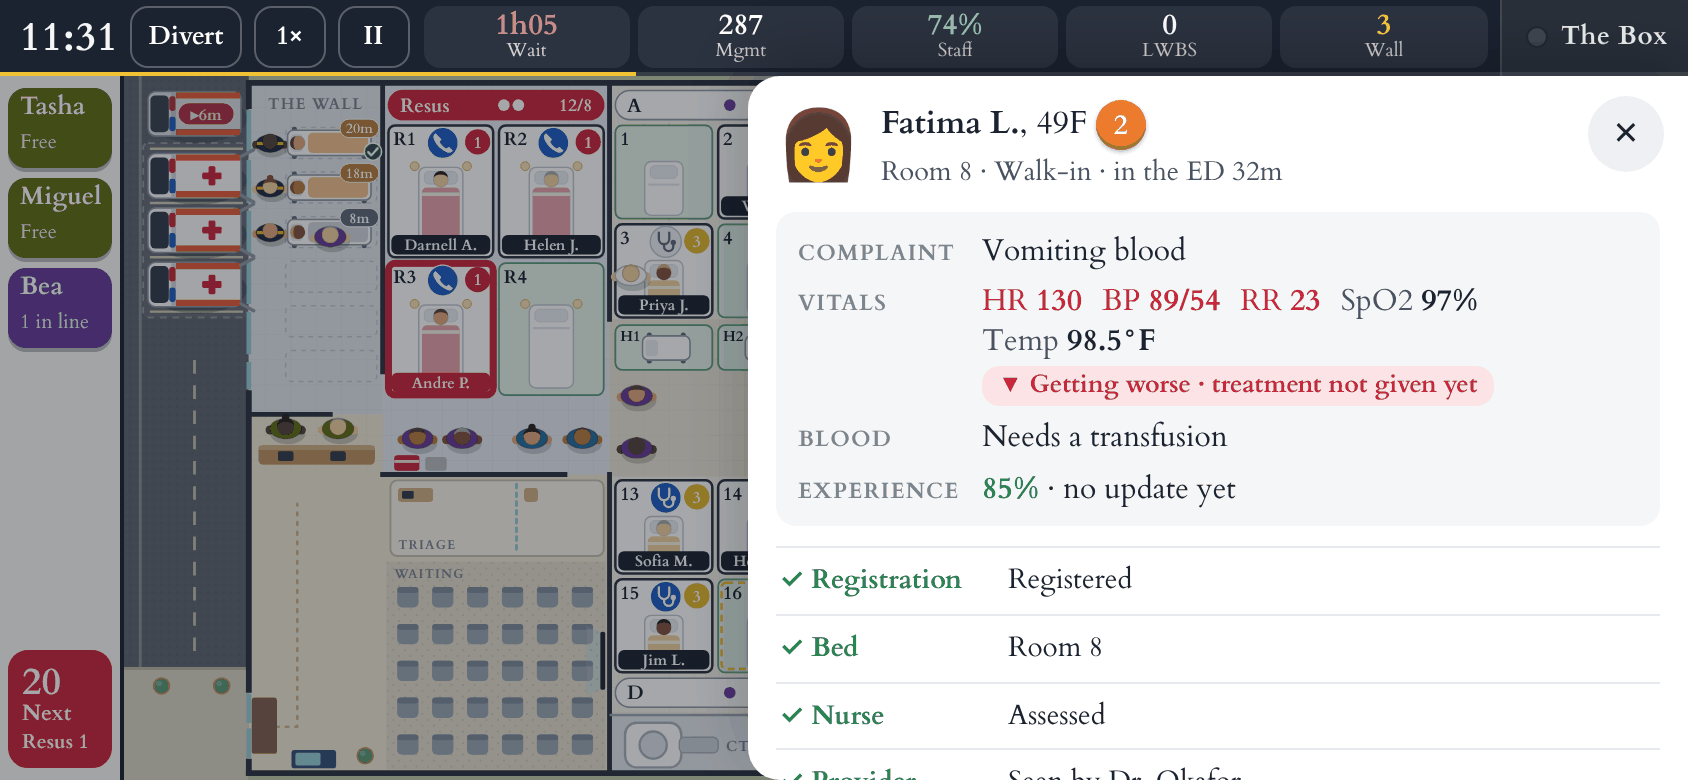 11:31
Divert
1×
II
1h05
Wait
287
Mgmt
74%
Staff
0
LWBS
3
Wall
The Box
Tasha
Free
Miguel
Free
Bea
1 in line
20
Next
Resus 1
▸6m
THE WALL
20m
18m
8m
Resus
12/8
R1
1
Darnell A.
R2
1
Helen J.
R3
1
Andre P.
R4
A
1
2
3
3
Priya J.
4
H1
H2
TRIAGE
WAITING
13
3
Sofia M.
14
15
3
Jim L.
16
D
CT
Fatima L., 49F 2
Room 8 · Walk-in · in the ED 32m
×
COMPLAINT Vomiting blood
VITALS HR 130 BP 89/54 RR 23 SpO2 97%
Temp 98.5°F
▼ Getting worse · treatment not given yet
BLOOD Needs a transfusion
EXPERIENCE 85% · no update yet
✓ Registration Registered
✓ Bed Room 8
✓ Nurse Assessed
✓ Provider Seen by Dr. Okafor